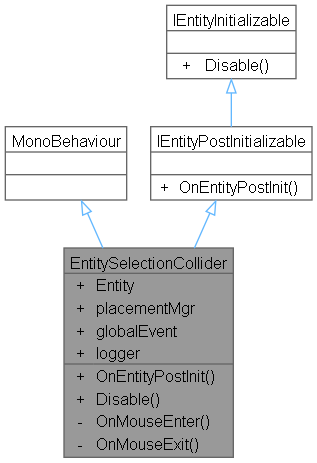 IEntityInitializable
+ Disable()
MonoBehaviour
IEntityPostInitializable
+ OnEntityPostInit()
EntitySelectionCollider
+ Entity
+ placementMgr
+ globalEvent
+ logger
+ OnEntityPostInit()
+ Disable()
- OnMouseEnter()
- OnMouseExit()